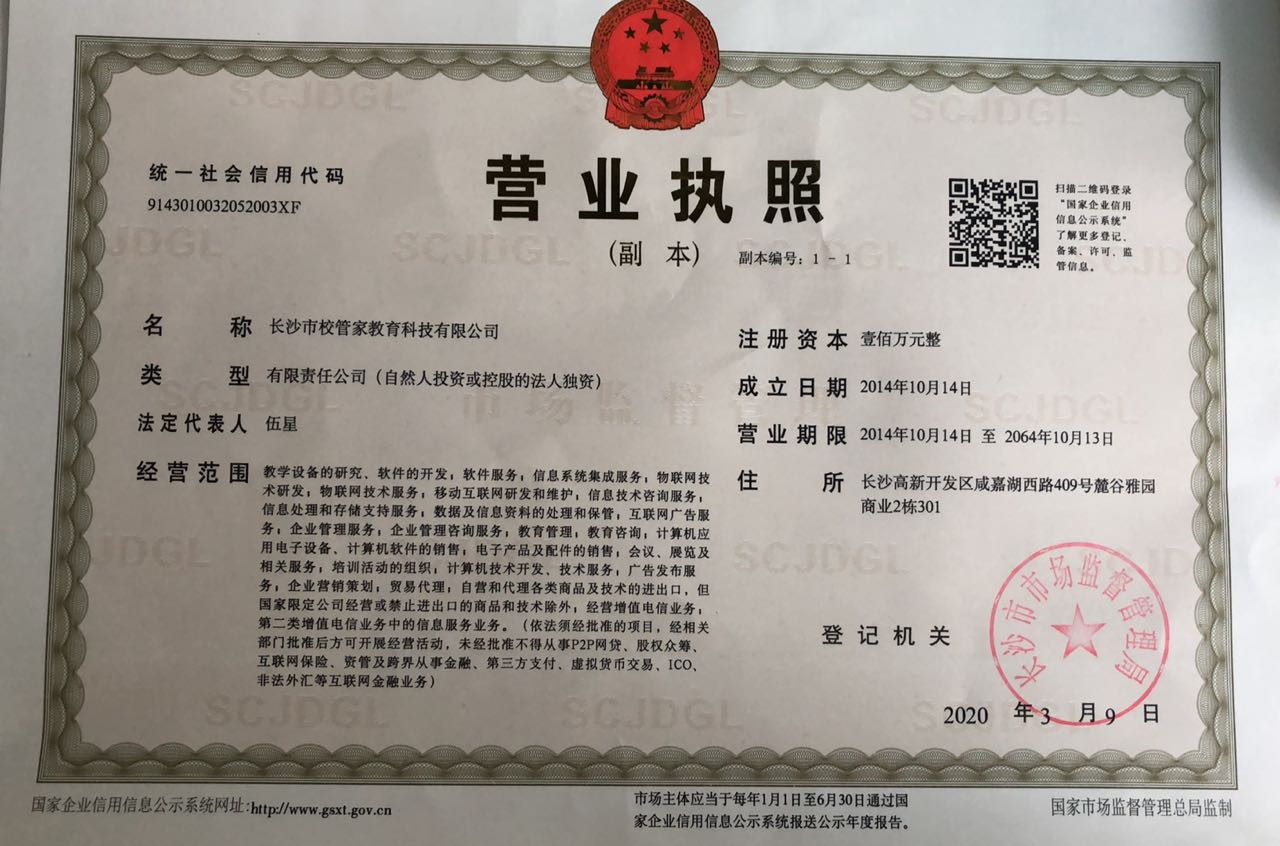 统一社会信用代码
9143010032052003XF
营业执照
(副 本)
副本编号：1 - 1
扫描二维码登录
“国家企业信用
信息公示系统”
了解更多登记、
备案、许可、监
管信息。
名 称 长沙市校管家教育科技有限公司
类 型 有限责任公司（自然人投资或控股的法人独资）
法定代表人 伍星
经营范围 教学设备的研究、软件的开发；软件服务；信息系统集成服务；物联网技
术研发；物联网技术服务；移动互联网研发和维护；信息技术咨询服务；
信息处理和存储支持服务；数据及信息资料的处理和保管；互联网广告服
务；企业管理服务；企业管理咨询服务；教育管理；教育咨询；计算机应
用电子设备、计算机软件的销售；电子产品及配件的销售；会议、展览及
相关服务；培训活动的组织；计算机技术开发、技术服务；广告发布服
务；企业营销策划；贸易代理；自营和代理各类商品及技术的进出口，但
国家限定公司经营或禁止进出口的商品和技术除外；经营增值电信业务；
第二类增值电信业务中的信息服务业务。（依法须经批准的项目，经相关
部门批准后方可开展经营活动，未经批准不得从事P2P网贷、股权众筹、
互联网保险、资管及跨界从事金融、第三方支付、虚拟货币交易、ICO、
非法外汇等互联网金融业务）
注册资本 壹佰万元整
成立日期 2014年10月14日
营业期限 2014年10月14日 至 2064年10月13日
住 所 长沙高新开发区咸嘉湖西路409号麓谷雅园
商业2栋301
登记机关
长沙市市场监督管理局
2020 年 3 月 9 日
国家企业信用信息公示系统网址:http://www.gsxt.gov.cn
市场主体应当于每年1月1日至6月30日通过国
家企业信用信息公示系统报送公示年度报告。
国家市场监督管理总局监制
SCJDGL
市场监督管理